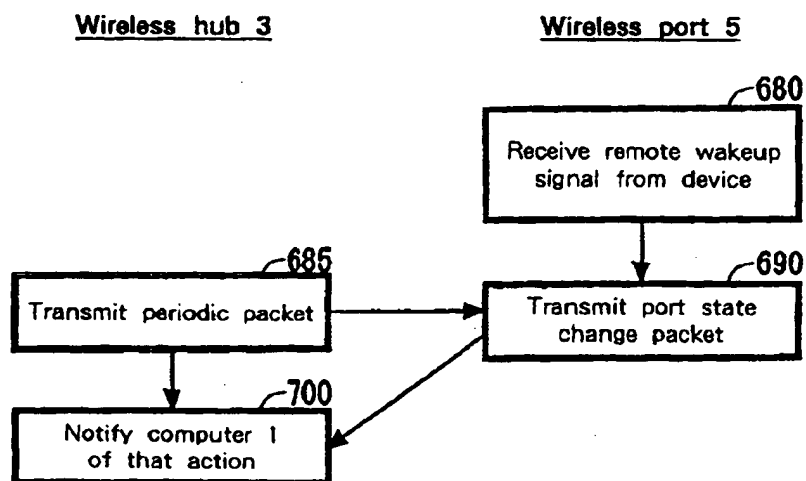 Wireless hub 3
Wireless port 5
680
Receive remote wakeup
signal from device
685
Transmit periodic packet
690
Transmit port state
change packet
700
Notify computer 1
of that action